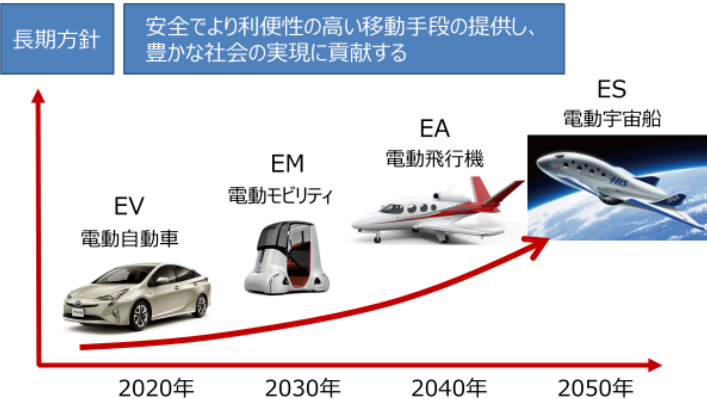 長期方針
安全でより利便性の高い移動手段の提供し、
豊かな社会の実現に貢献する
ES
電動宇宙船
EA
電動飛行機
EM
電動モビリティ
EV
電動自動車
2020年
2030年
2040年
2050年